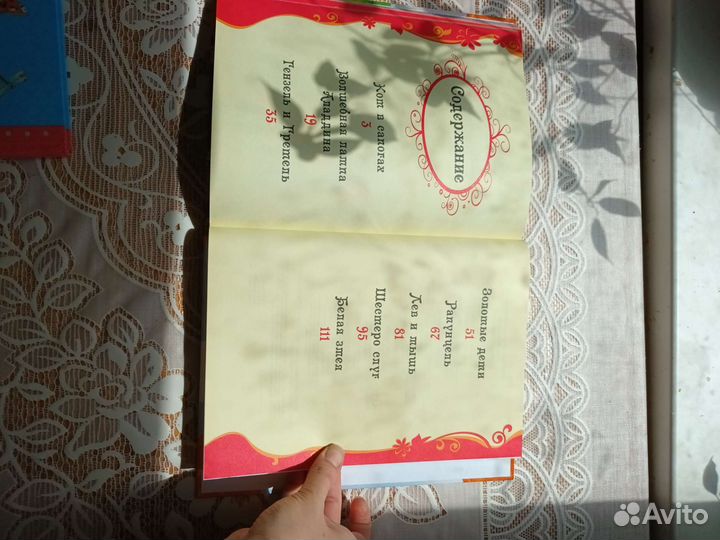 Содержание
Кот в сапогах
3
Волшебная лампа
Аладдина
19
Гензель и Гретель
35
Золотые дети
51
Рапунцель
67
Лев и мышь
81
Шестеро слуг
95
Белая змея
111
Avito